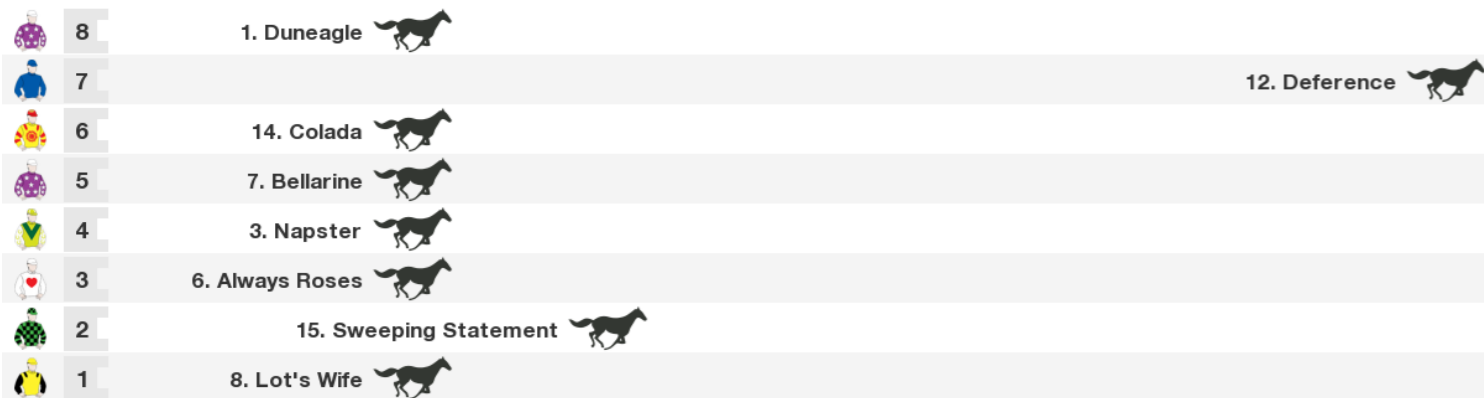 8 1. Duneagle
7 12. Deference
6 14. Colada
5 7. Bellarine
4 3. Napster
3 6. Always Roses
2 15. Sweeping Statement
1 8. Lot's Wife